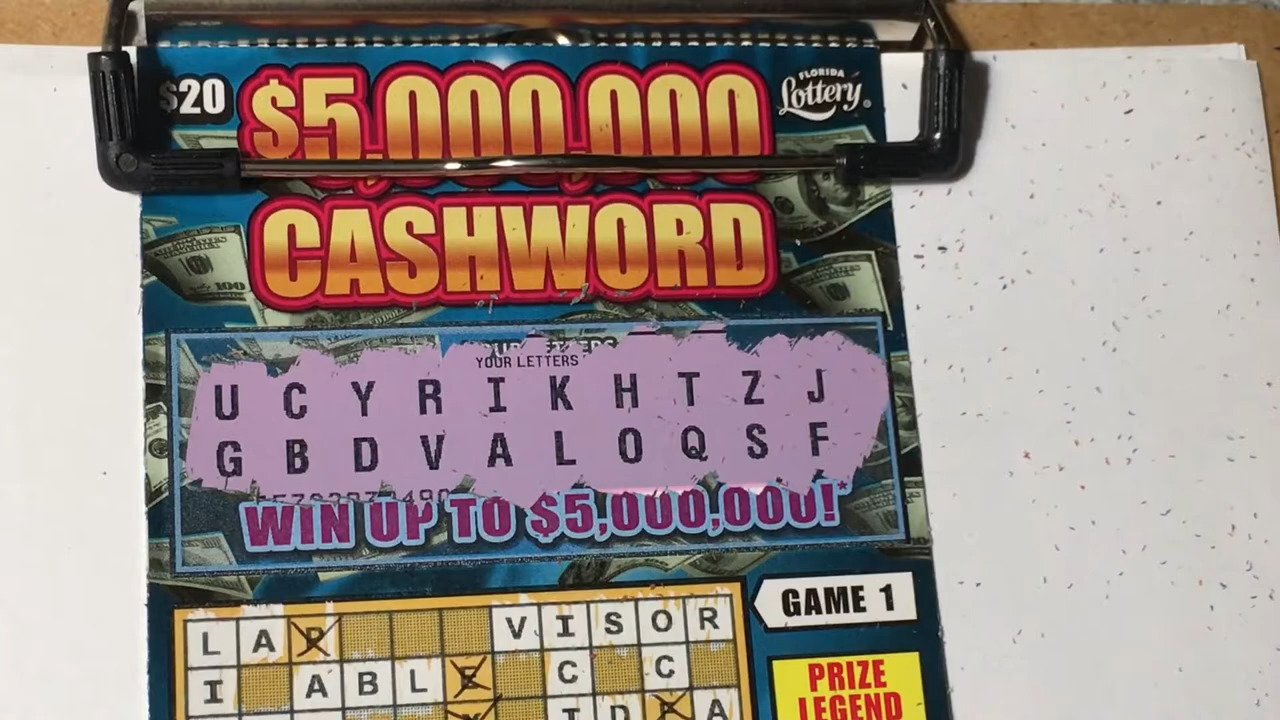 $20 $5,000,000 FLORIDA Lottery®
CASHWORD
YOUR LETTERS
U C Y R I K H T Z J
G B D V A L O Q S F
WIN UP TO $5,000,000!*
GAME 1
L A P V I S O R
I A B L E C C
PRIZE
LEGEND
I D E A